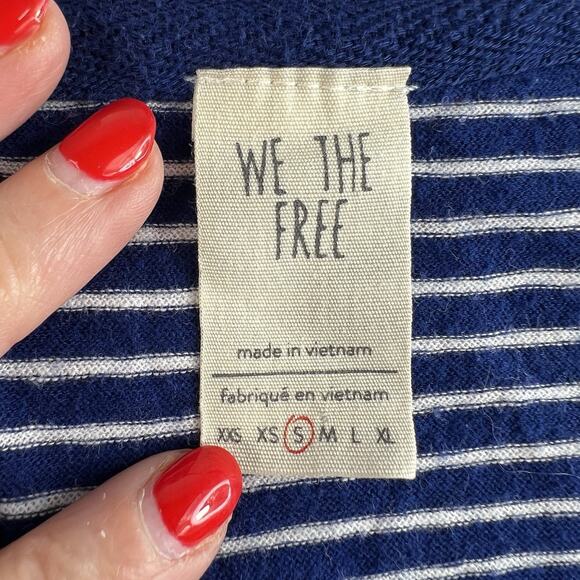 WE THE
FREE
made in vietnam
fabriqué en vietnam
XXS XS S M L XL